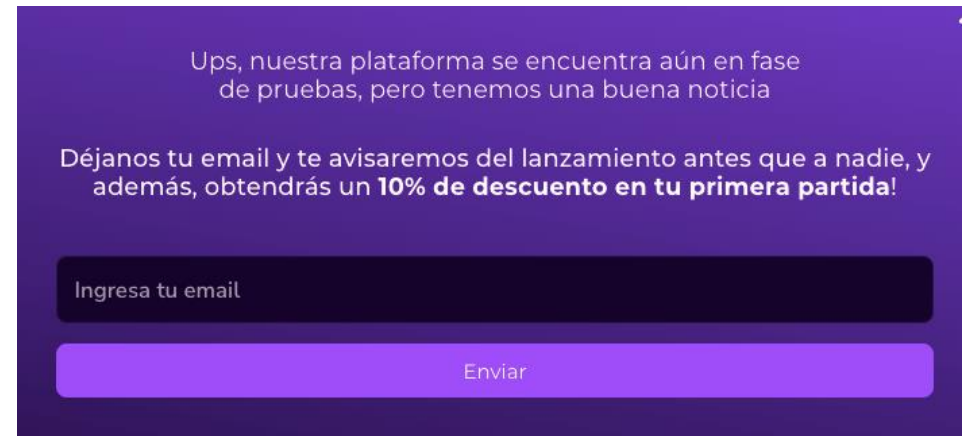 Ups, nuestra plataforma se encuentra aún en fase
de pruebas, pero tenemos una buena noticia
Déjanos tu email y te avisaremos del lanzamiento antes que a nadie, y
además, obtendrás un 10% de descuento en tu primera partida!
Ingresa tu email
Enviar